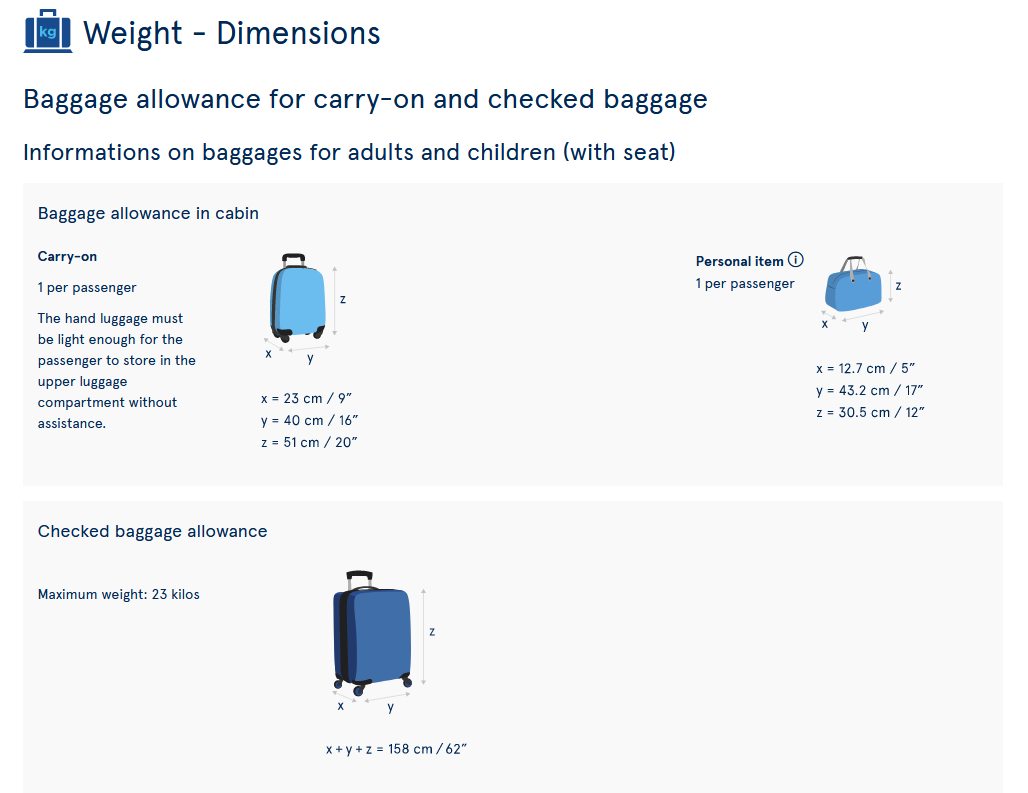 kg
Weight - Dimensions
Baggage allowance for carry-on and checked baggage
Informations on baggages for adults and children (with seat)
Baggage allowance in cabin
Carry-on
1 per passenger
The hand luggage must
be light enough for the
passenger to store in the
upper luggage
compartment without
assistance.
z
x
y
x = 23 cm / 9”
y = 40 cm / 16”
z = 51 cm / 20”
Personal item i
1 per passenger
z
x
y
x = 12.7 cm / 5”
y = 43.2 cm / 17”
z = 30.5 cm / 12”
Checked baggage allowance
Maximum weight: 23 kilos
z
x
y
x + y + z = 158 cm / 62”